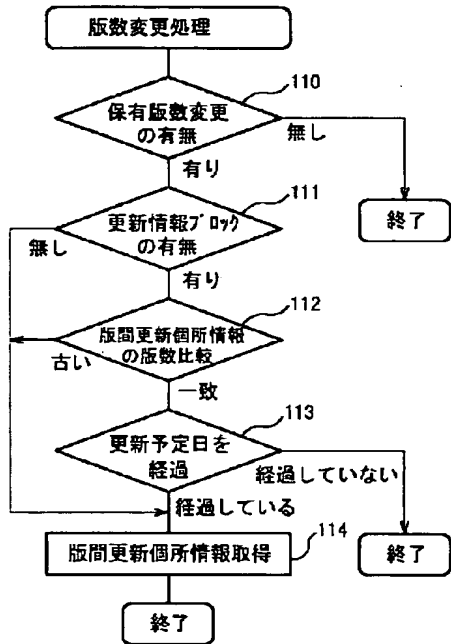 版数変更処理
110
保有版数変更
の有無
無し
有り
111
終了
更新情報ブロック
の有無
無し
有り
112
版間更新個所情報
の版数比較
古い
一致
113
更新予定日を
経過
経過していない
経過している
114
版間更新個所情報取得
終了
終了